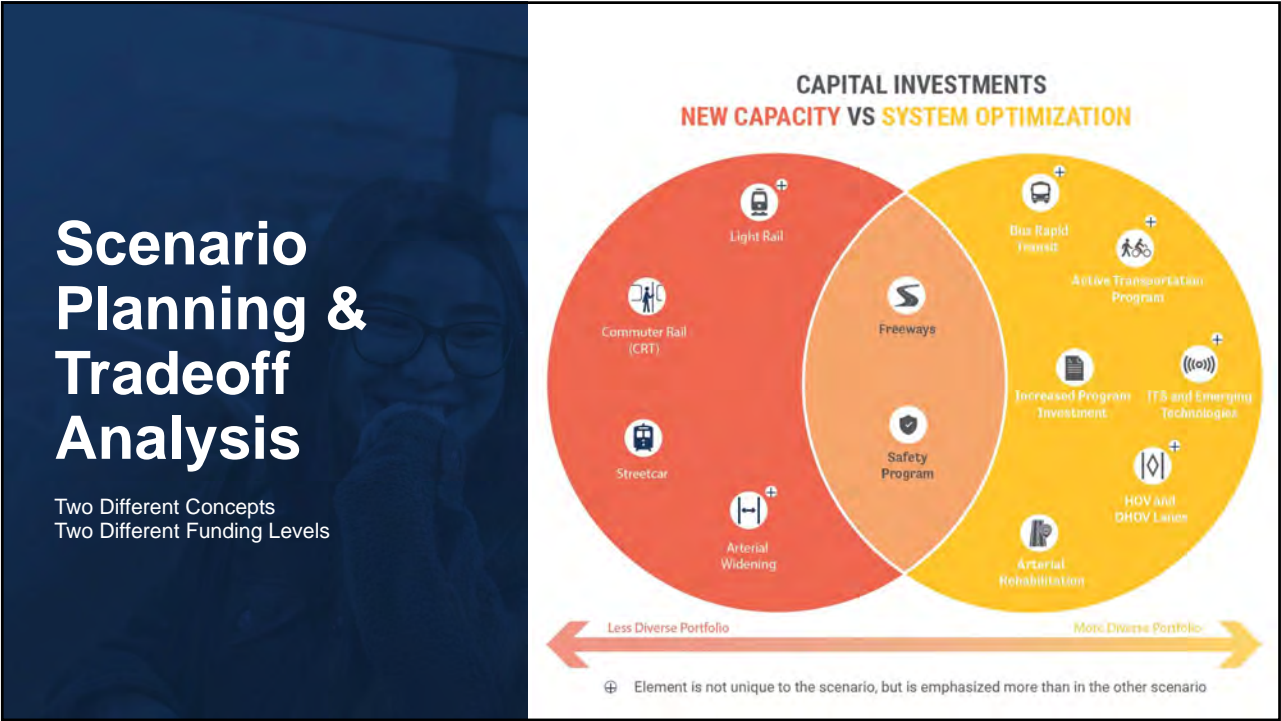 Scenario
Planning &
Tradeoff
Analysis
Two Different Concepts
Two Different Funding Levels
CAPITAL INVESTMENTS
NEW CAPACITY VS SYSTEM OPTIMIZATION
Light Rail
Commuter Rail
(CRT)
Streetcar
Arterial
Widening
Freeways
Safety
Program
Bus Rapid
Transit
Active Transportation
Program
Increased Program
Investment
ITS and Emerging
Technologies
HOV and
DHOV Lanes
Arterial
Rehabilitation
Less Diverse Portfolio
More Diverse Portfolio
Element is not unique to the scenario, but is emphasized more than in the other scenario